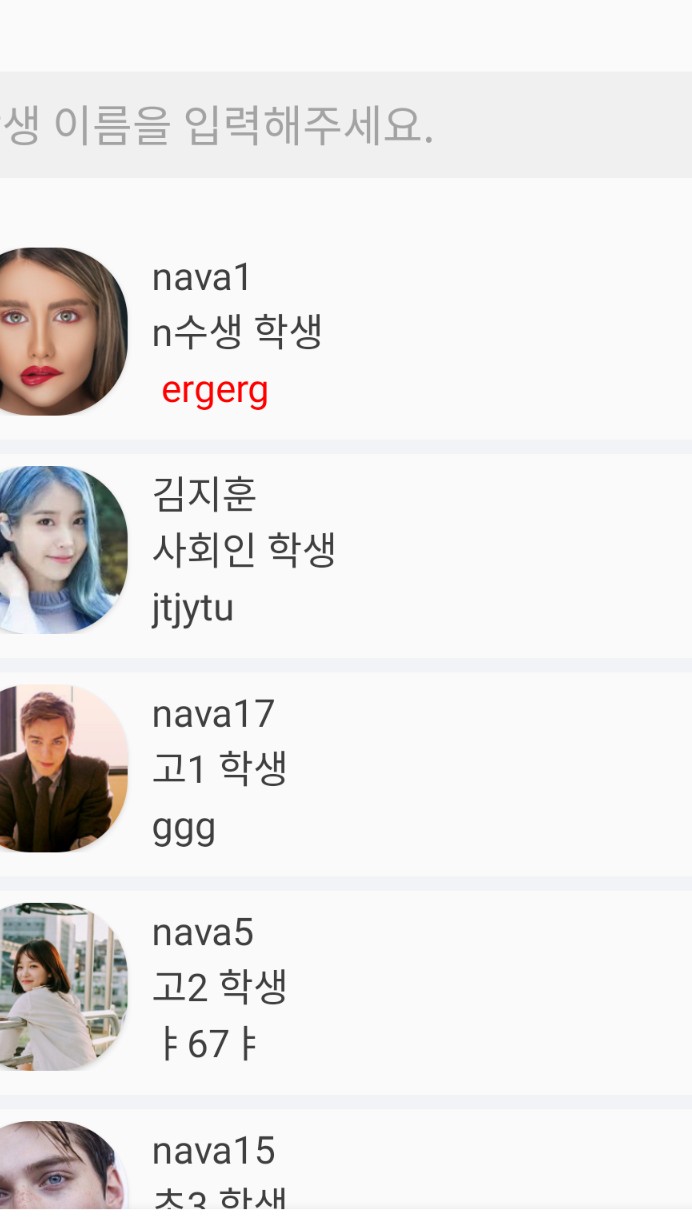 생 이름을 입력해주세요.
nava1
n수생 학생
ergerg
김지훈
사회인 학생
jtjytu
nava17
고1 학생
ggg
nava5
고2 학생
ㅑ67ㅑ
nava15
초3 학생